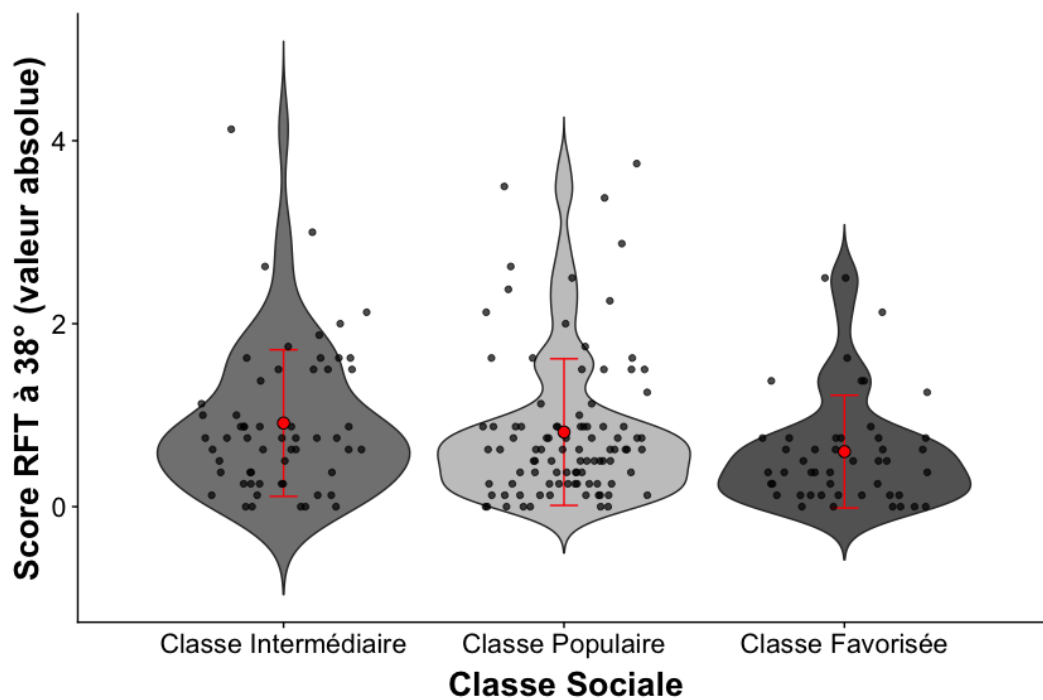 Score RFT à 38° (valeur absolue)
4
2
0
Classe Intermédiaire
Classe Populaire
Classe Favorisée
Classe Sociale